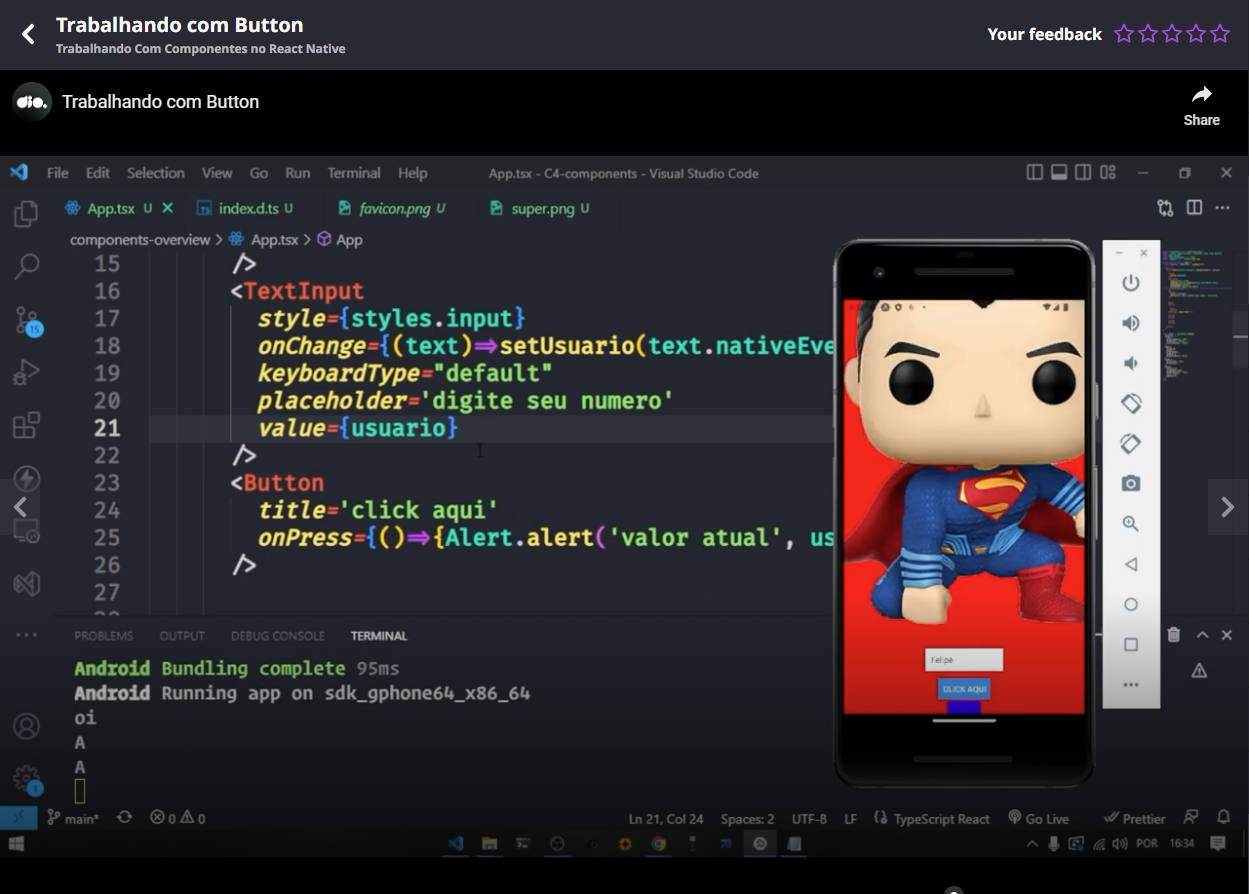 Trabalhando com Button
Trabalhando Com Componentes no React Native
Your feedback
dio.
Trabalhando com Button
Share
File Edit Selection View Go Run Terminal Help
App.tsx - C4-components - Visual Studio Code
App.tsx U
index.d.ts U
favicon.png U
super.png U
components-overview > App.tsx > App
15 />
16 <TextInput
17 style={styles.input}
18 onChange={(text)⇒setUsuario(text.nativeEve
19 keyboardType="default"
20 placeholder='digite seu numero'
21 value={usuario}
22 />
23 <Button
24 title='click aqui'
25 onPress={()⇒{Alert.alert('valor atual', us
26 />
27
15
Felipe
CLICK AQUI
PROBLEMS OUTPUT DEBUG CONSOLE TERMINAL
Android Bundling complete 95ms
Android Running app on sdk_gphone64_x86_64
oi
A
A
1
main* 0 0
Ln 21, Col 24 Spaces: 2 UTF-8 LF TypeScript React Go Live Prettier
POR 16:34